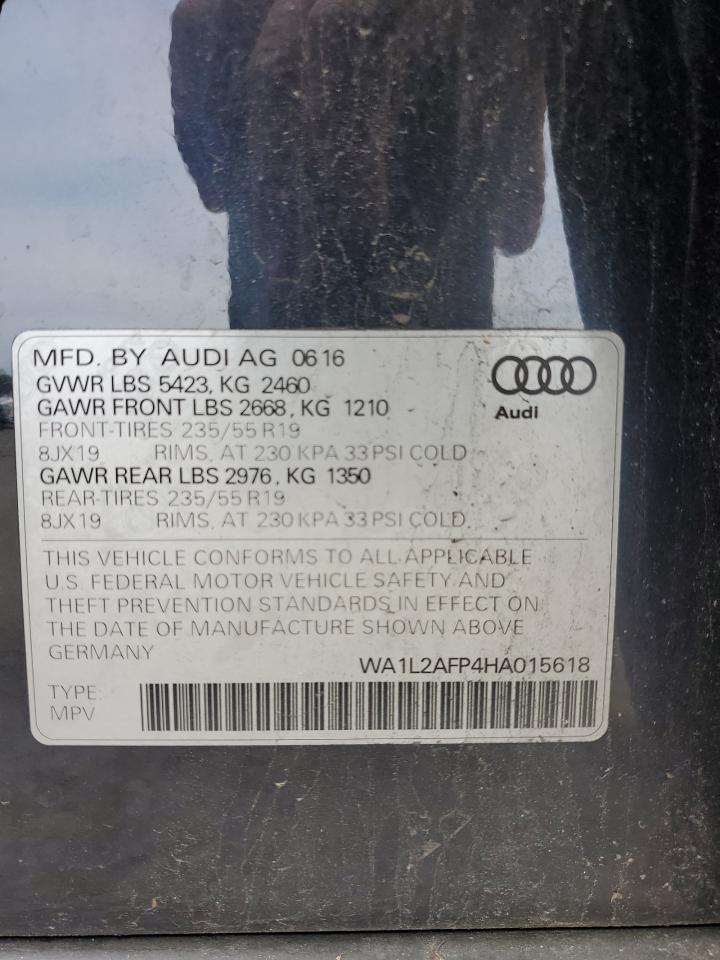 MFD. BY AUDI AG 06 16
GVWR LBS 5423, KG 2460
GAWR FRONT LBS 2668, KG 1210
Audi
FRONT-TIRES 235/55 R19
8JX19 RIMS, AT 230 KPA 33 PSI COLD
GAWR REAR LBS 2976, KG 1350
REAR-TIRES 235/55 R19
8JX19 RIMS, AT 230 KPA 33 PSI COLD.
THIS VEHICLE CONFORMS TO ALL APPLICABLE
U.S. FEDERAL MOTOR VEHICLE SAFETY AND
THEFT PREVENTION STANDARDS IN EFFECT ON
THE DATE OF MANUFACTURE SHOWN ABOVE
GERMANY
WA1L2AFP4HA015618
TYPE:
MPV